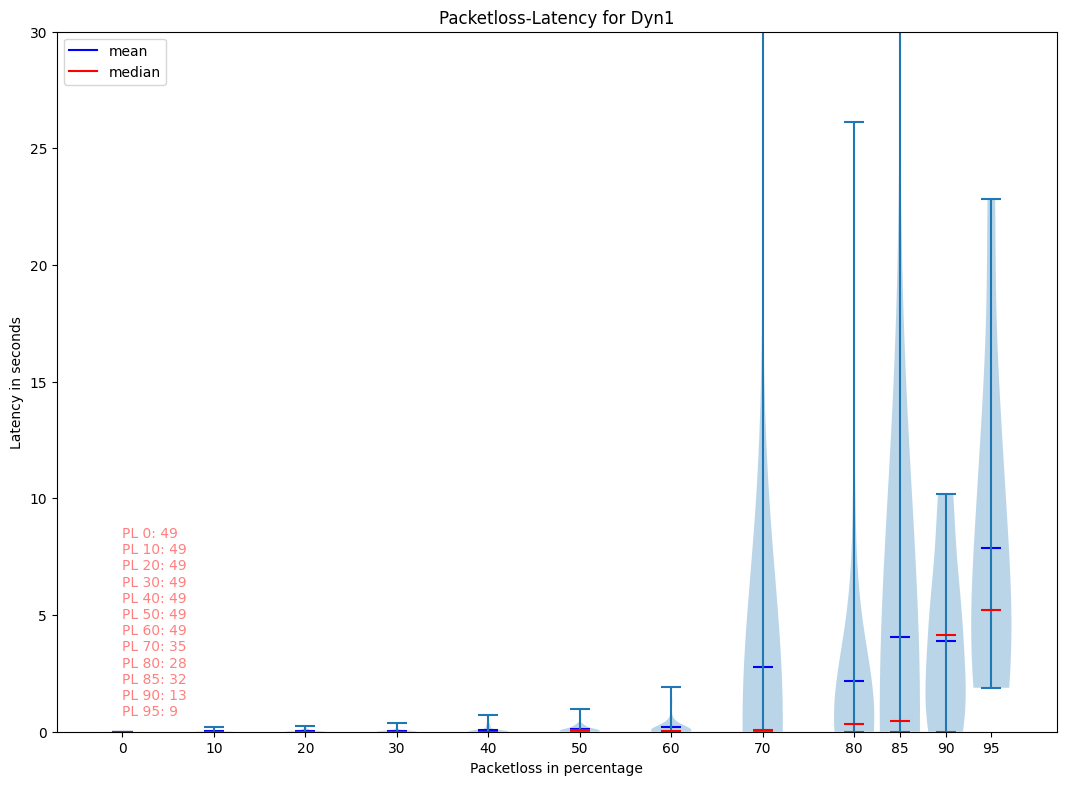 Packetloss-Latency for Dyn1
mean
median
30
25
20
15
10
5
0
Latency in seconds
PL 0: 49
PL 10: 49
PL 20: 49
PL 30: 49
PL 40: 49
PL 50: 49
PL 60: 49
PL 70: 35
PL 80: 28
PL 85: 32
PL 90: 13
PL 95: 9
0 10 20 30 40 50 60 70 80 85 90 95
Packetloss in percentage